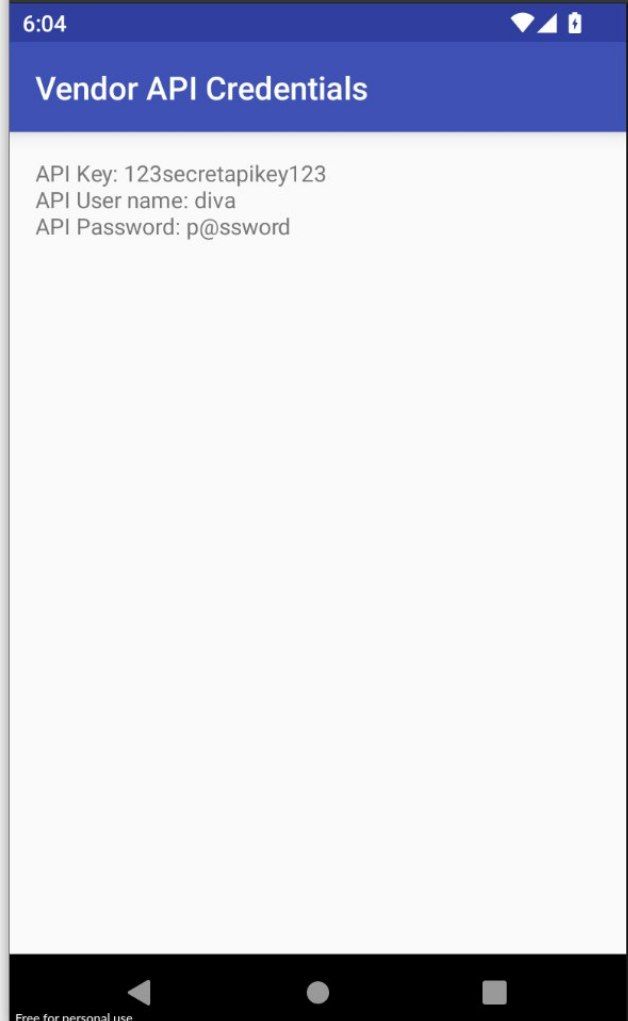 6:04
Vendor API Credentials
API Key: 123secretapikey123
API User name: diva
API Password: p@ssword
Free for personal use